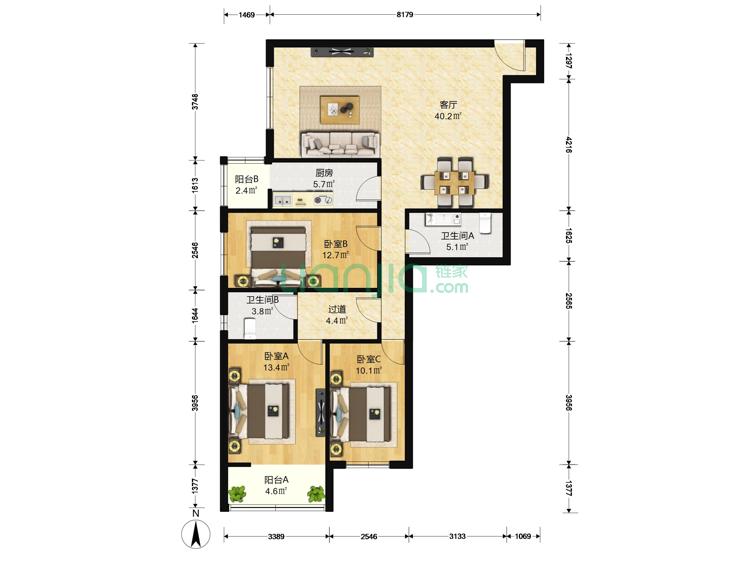 1469
8179
1297
3748
客厅
40.2㎡
4216
1613
阳台B
2.4㎡
厨房
5.7㎡
2546
卧室B
12.7㎡
卫生间A
5.1㎡
1625
lianjia 链家
.com
1644
卫生间B
3.8㎡
过道
4.4㎡
2565
卧室A
13.4㎡
卧室C
10.1㎡
3956
3956
阳台A
4.6㎡
1377
1377
N
3389
2546
3133
1069